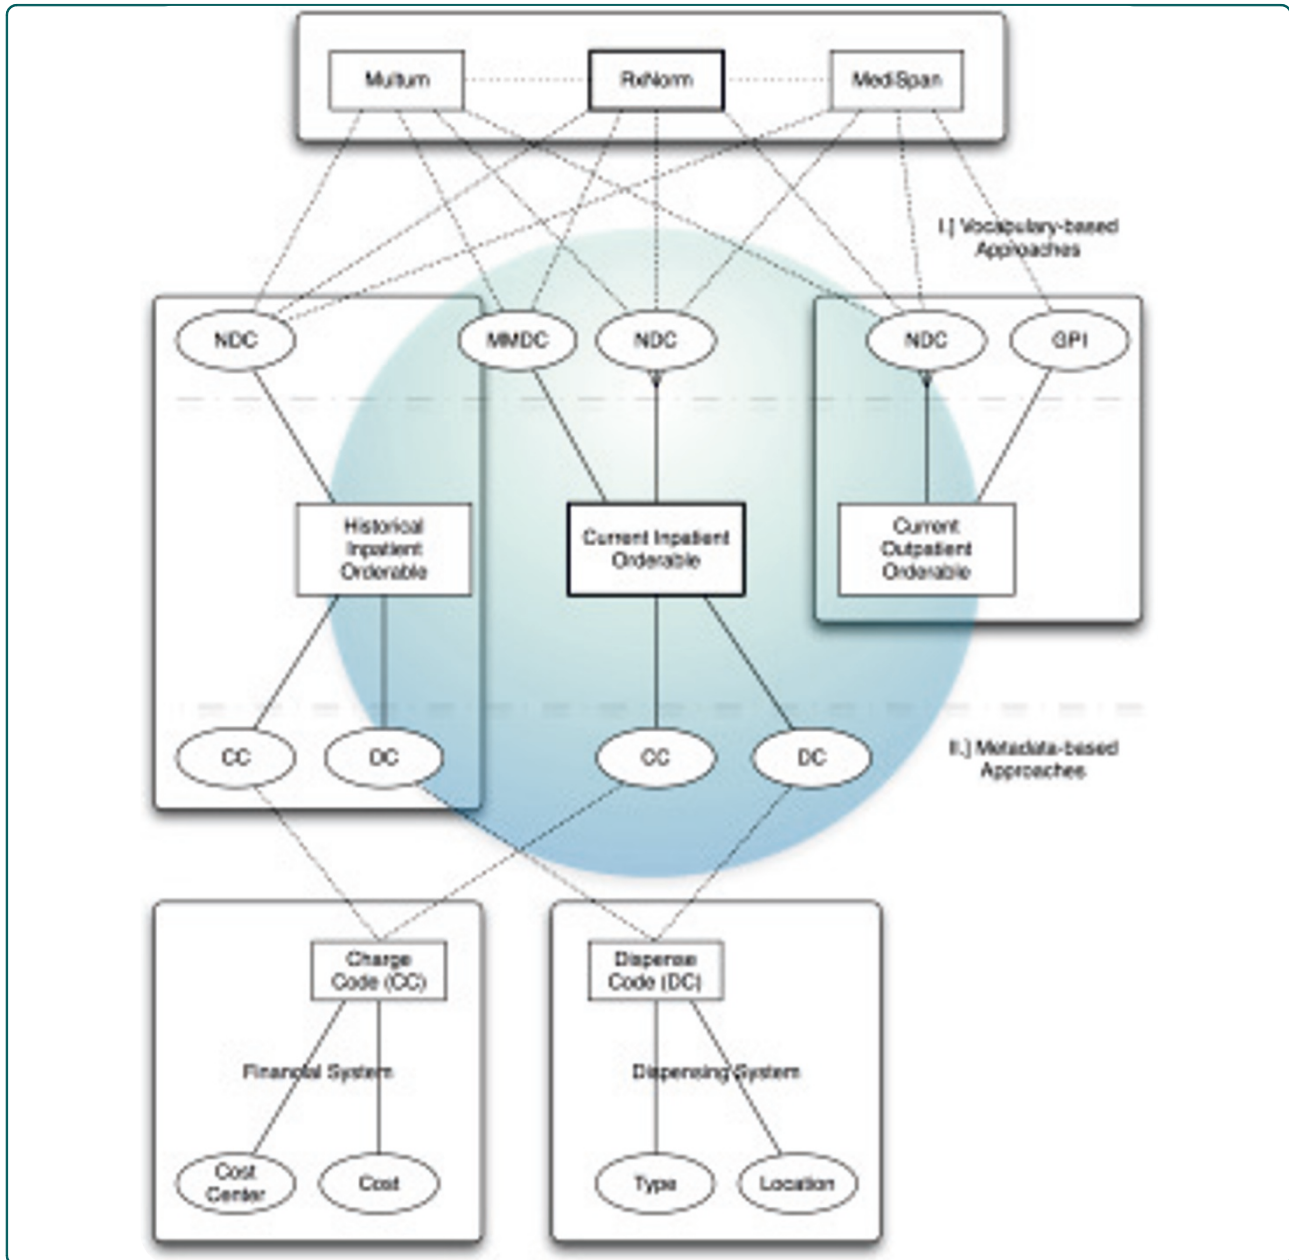 Multum
RxNorm
MediSpan
I.] Vocabulary-based
Approaches
NDC
MMDC
NDC
NDC
GPI
Historical
Inpatient
Orderable
Current Inpatient
Orderable
Current
Outpatient
Orderable
CC
DC
CC
DC
II.] Metadata-based
Approaches
Charge
Code (CC)
Dispense
Code (DC)
Financial System
Dispensing System
Cost
Center
Cost
Type
Location